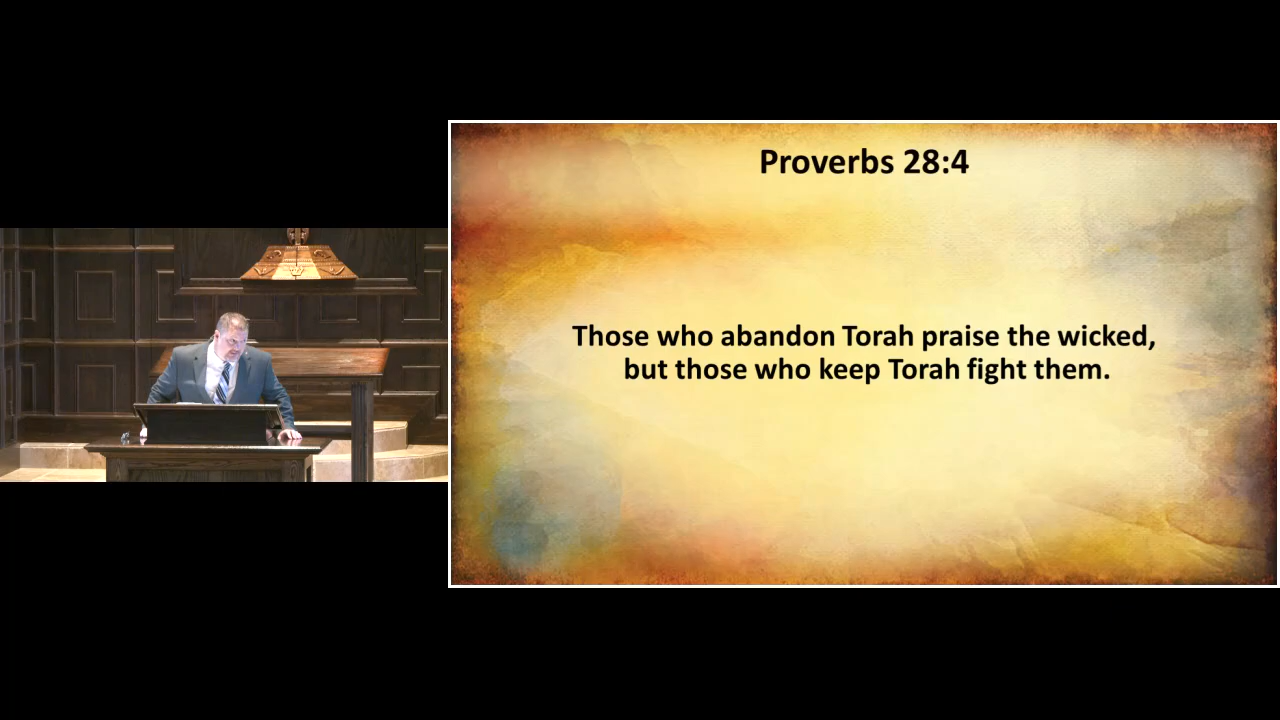 Proverbs 28:4
Those who abandon Torah praise the wicked,
but those who keep Torah fight them.